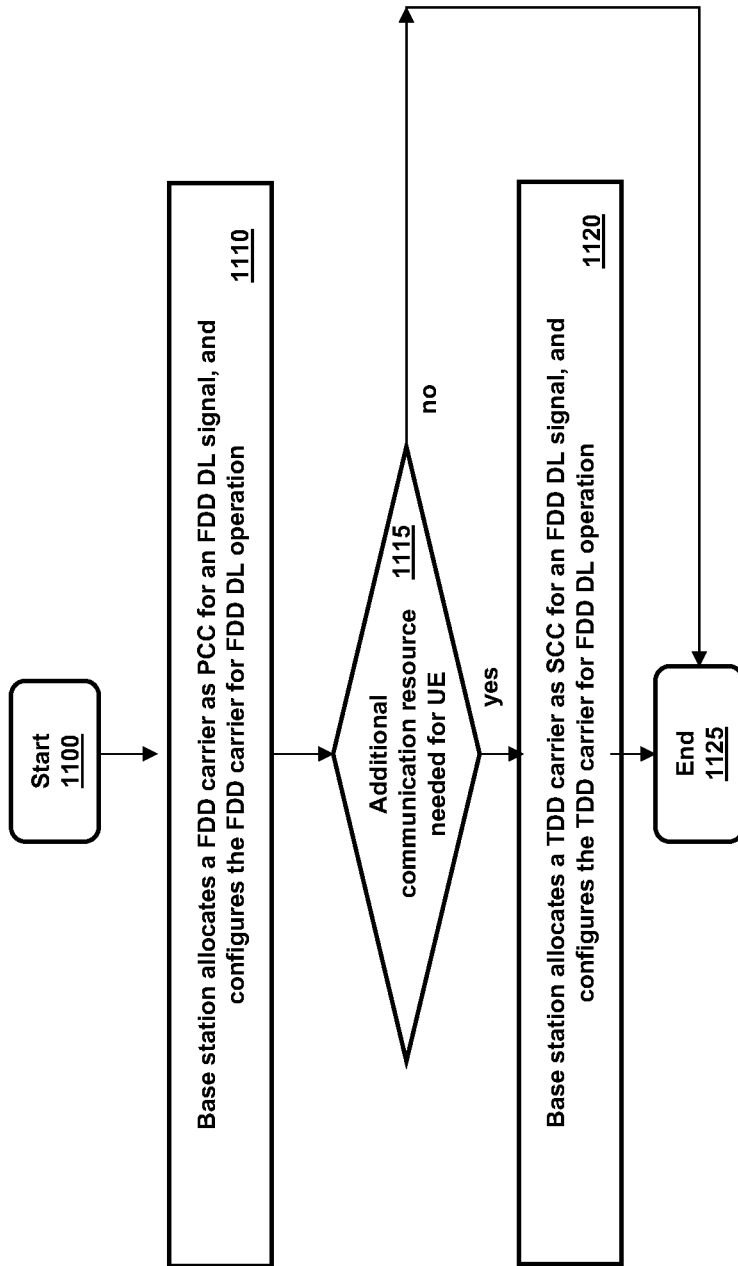 Start
1100
Base station allocates a FDD carrier as PCC for an FDD DL signal, and
configures the FDD carrier for FDD DL operation
1110
Additional
communication resource
needed for UE
1115
no
yes
Base station allocates a TDD carrier as SCC for an FDD DL signal, and
configures the TDD carrier for FDD DL operation
1120
End
1125